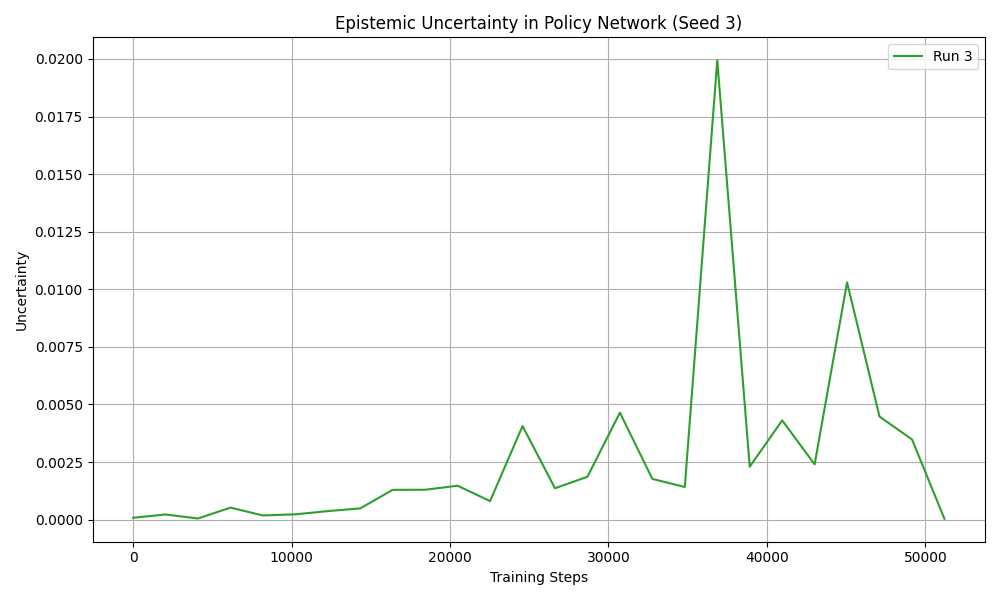 Epistemic Uncertainty in Policy Network (Seed 3)
Run 3
0.0200
0.0175
0.0150
0.0125
0.0100
0.0075
0.0050
0.0025
0.0000
Uncertainty
0 10000 20000 30000 40000 50000
Training Steps